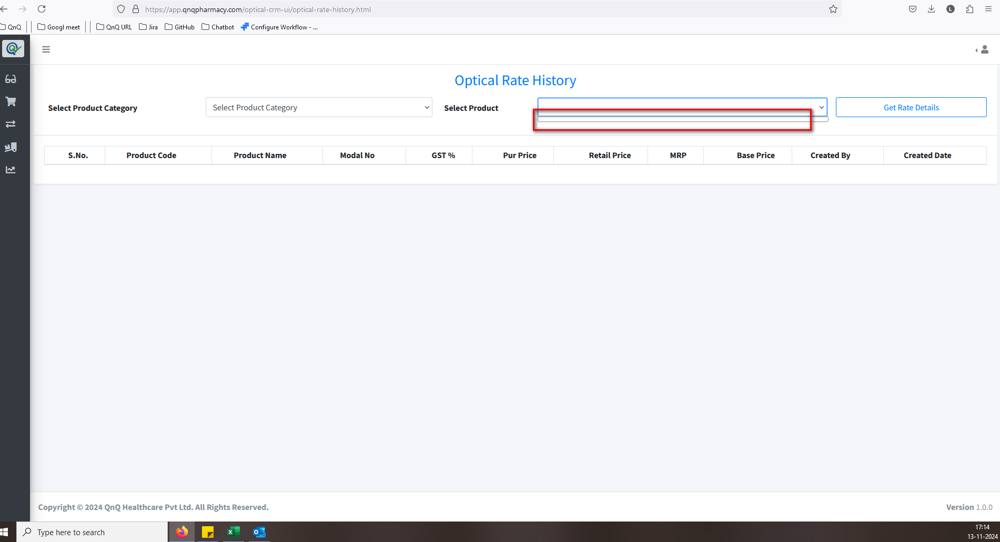 https://app.qnqpharmacy.com/optical-crm-ui/optical-rate-history.html
QnQ Googl meet QnQ URL Jira GitHub Chatbot Configure Workflow - ...
Optical Rate History
Select Product Category Select Product Category Select Product Get Rate Details
S.No. Product Code Product Name Modal No GST % Pur Price Retail Price MRP Base Price Created By Created Date
Copyright © 2024 QnQ Healthcare Pvt Ltd. All Rights Reserved. Version 1.0.0
Type here to search
17:14
13-11-2024